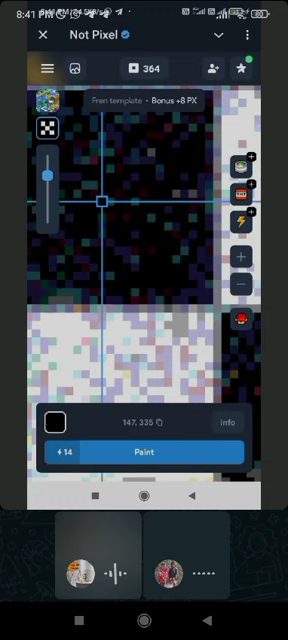 8:41 PM
Not Pixel
364
Fren template • Bonus +8 PX
147, 335
Info
14
Paint